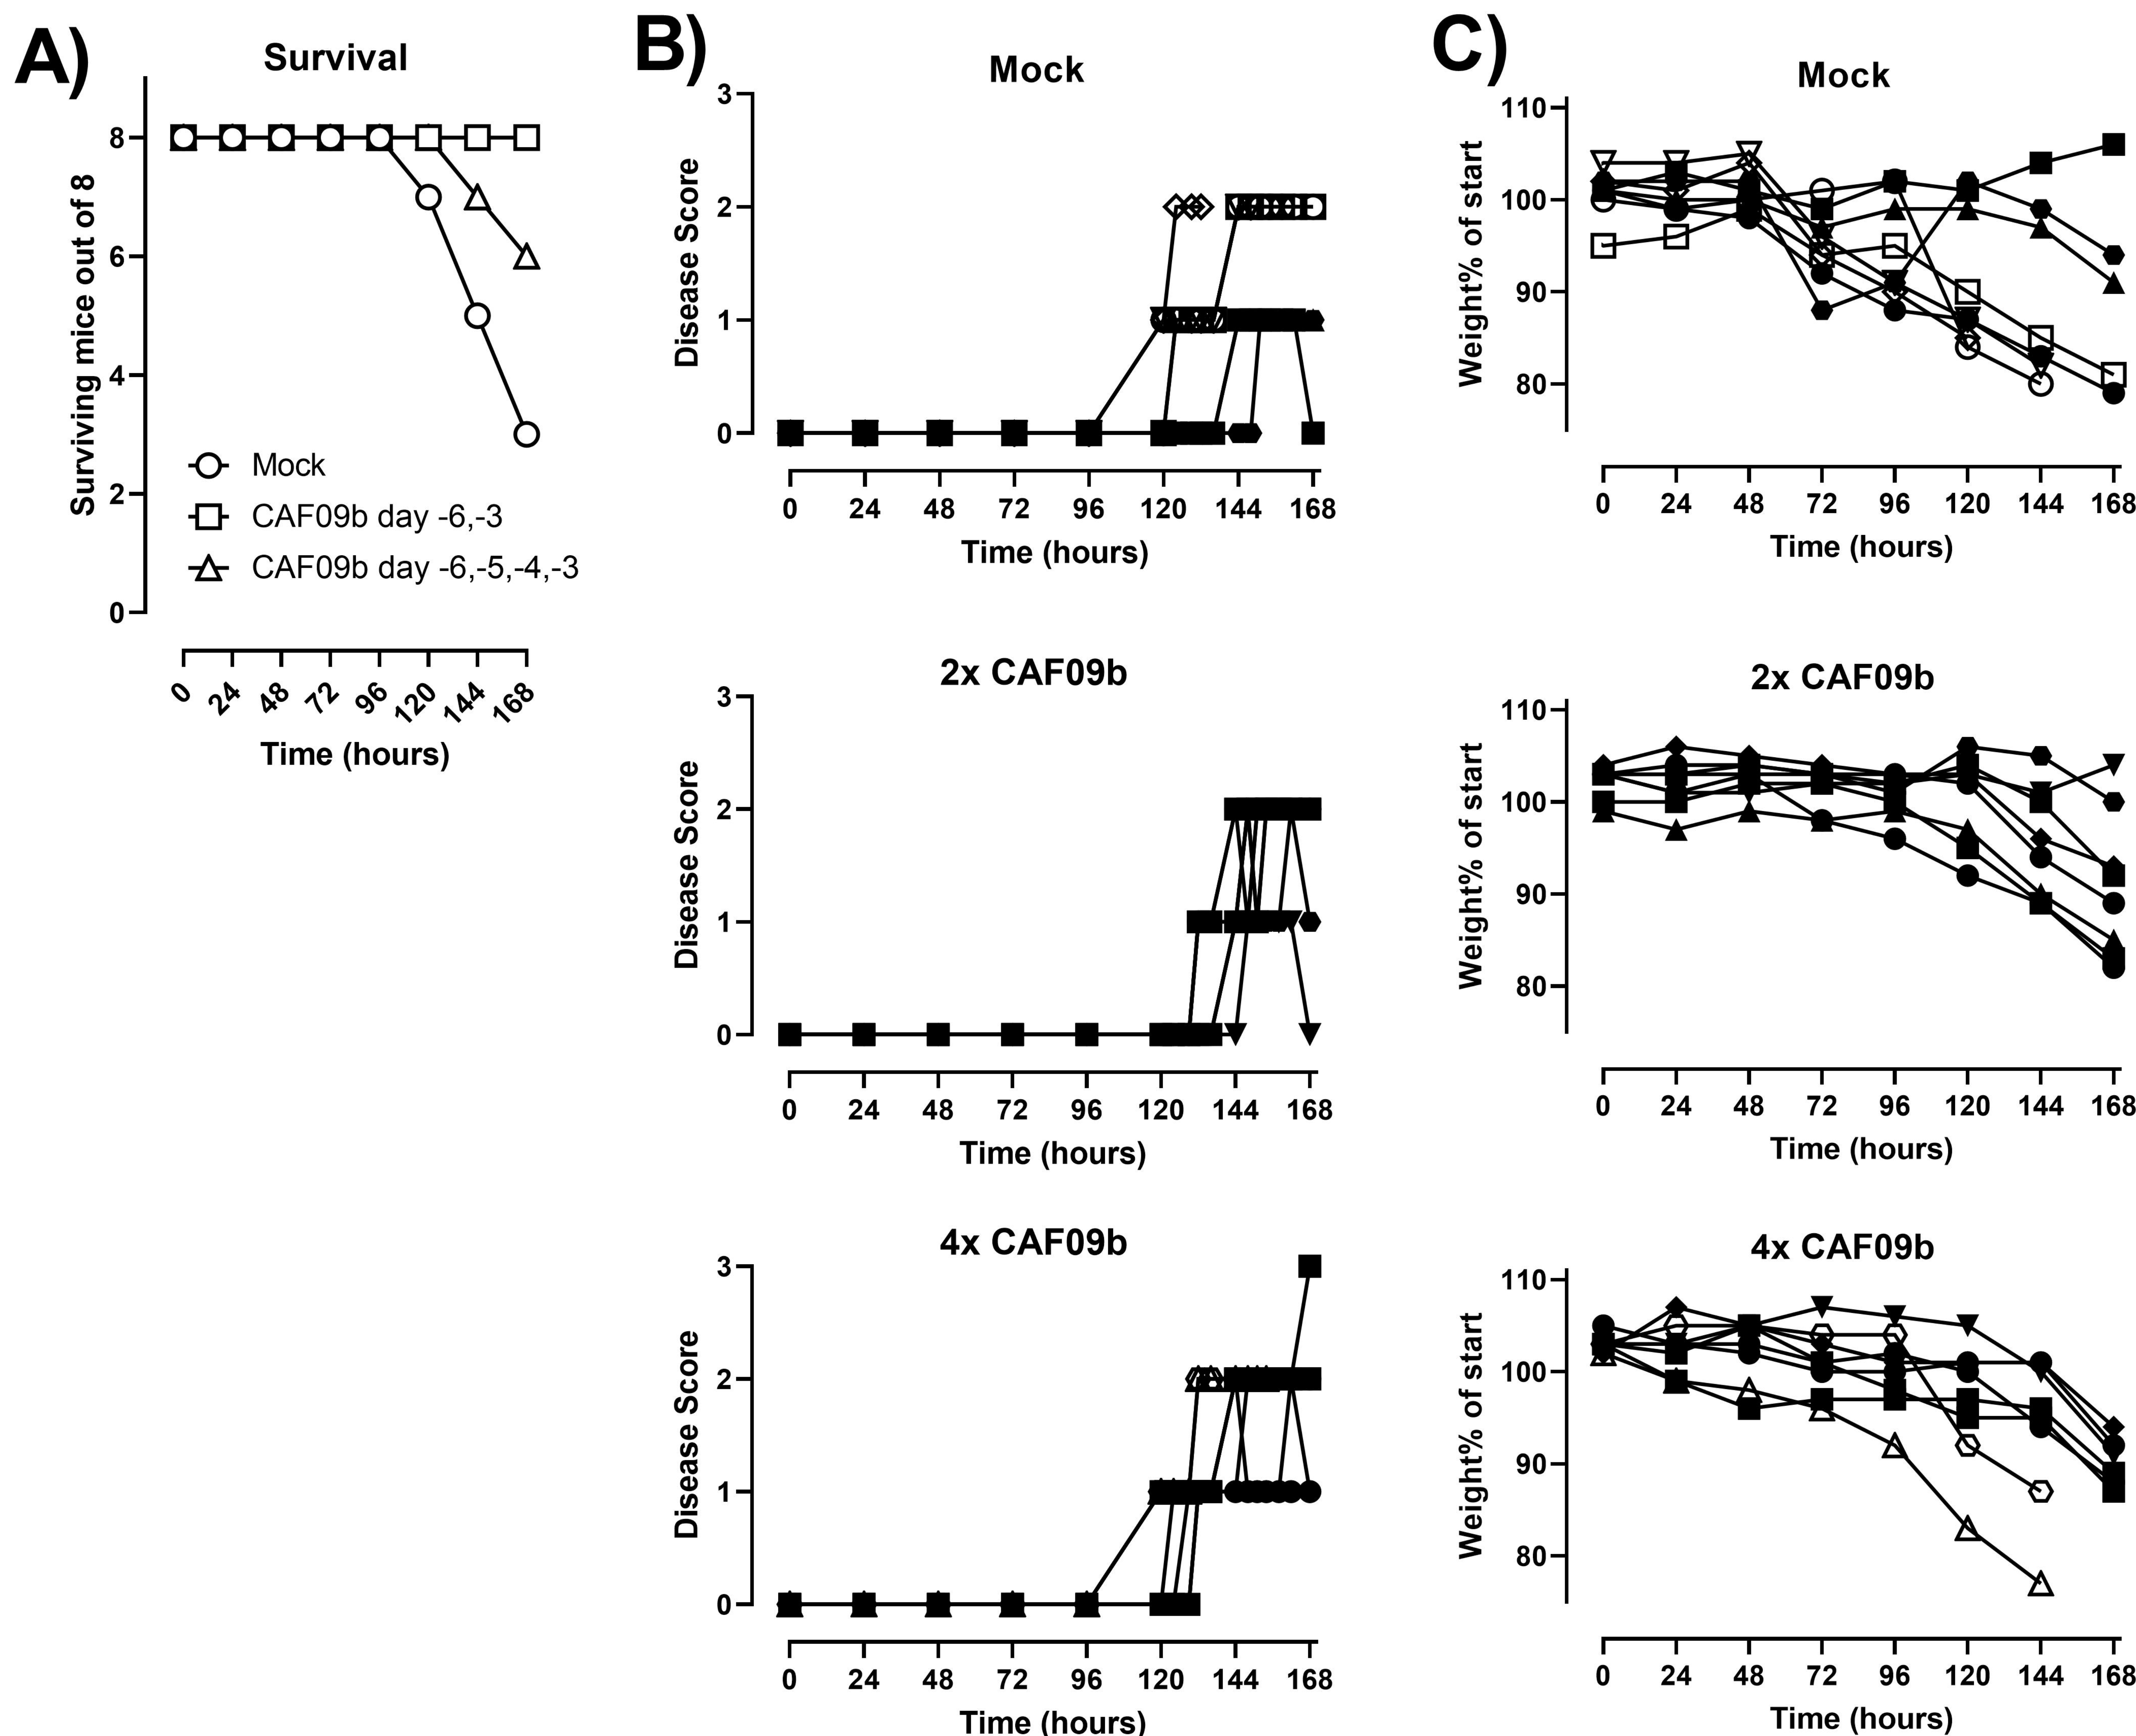 A)
Survival
Surviving mice out of 8
8
6
4
2
0
Mock
CAF09b day -6,-3
CAF09b day -6,-5,-4,-3
0 24 48 72 96 120 144 168
Time (hours)
B)
Mock
Disease Score
3
2
1
0
0 24 48 72 96 120 144 168
Time (hours)
2x CAF09b
Disease Score
3
2
1
0
0 24 48 72 96 120 144 168
Time (hours)
4x CAF09b
Disease Score
3
2
1
0
0 24 48 72 96 120 144 168
Time (hours)
C)
Mock
Weight% of start
110
100
90
80
0 24 48 72 96 120 144 168
Time (hours)
2x CAF09b
Weight% of start
110
100
90
80
0 24 48 72 96 120 144 168
Time (hours)
4x CAF09b
Weight% of start
110
100
90
80
0 24 48 72 96 120 144 168
Time (hours)